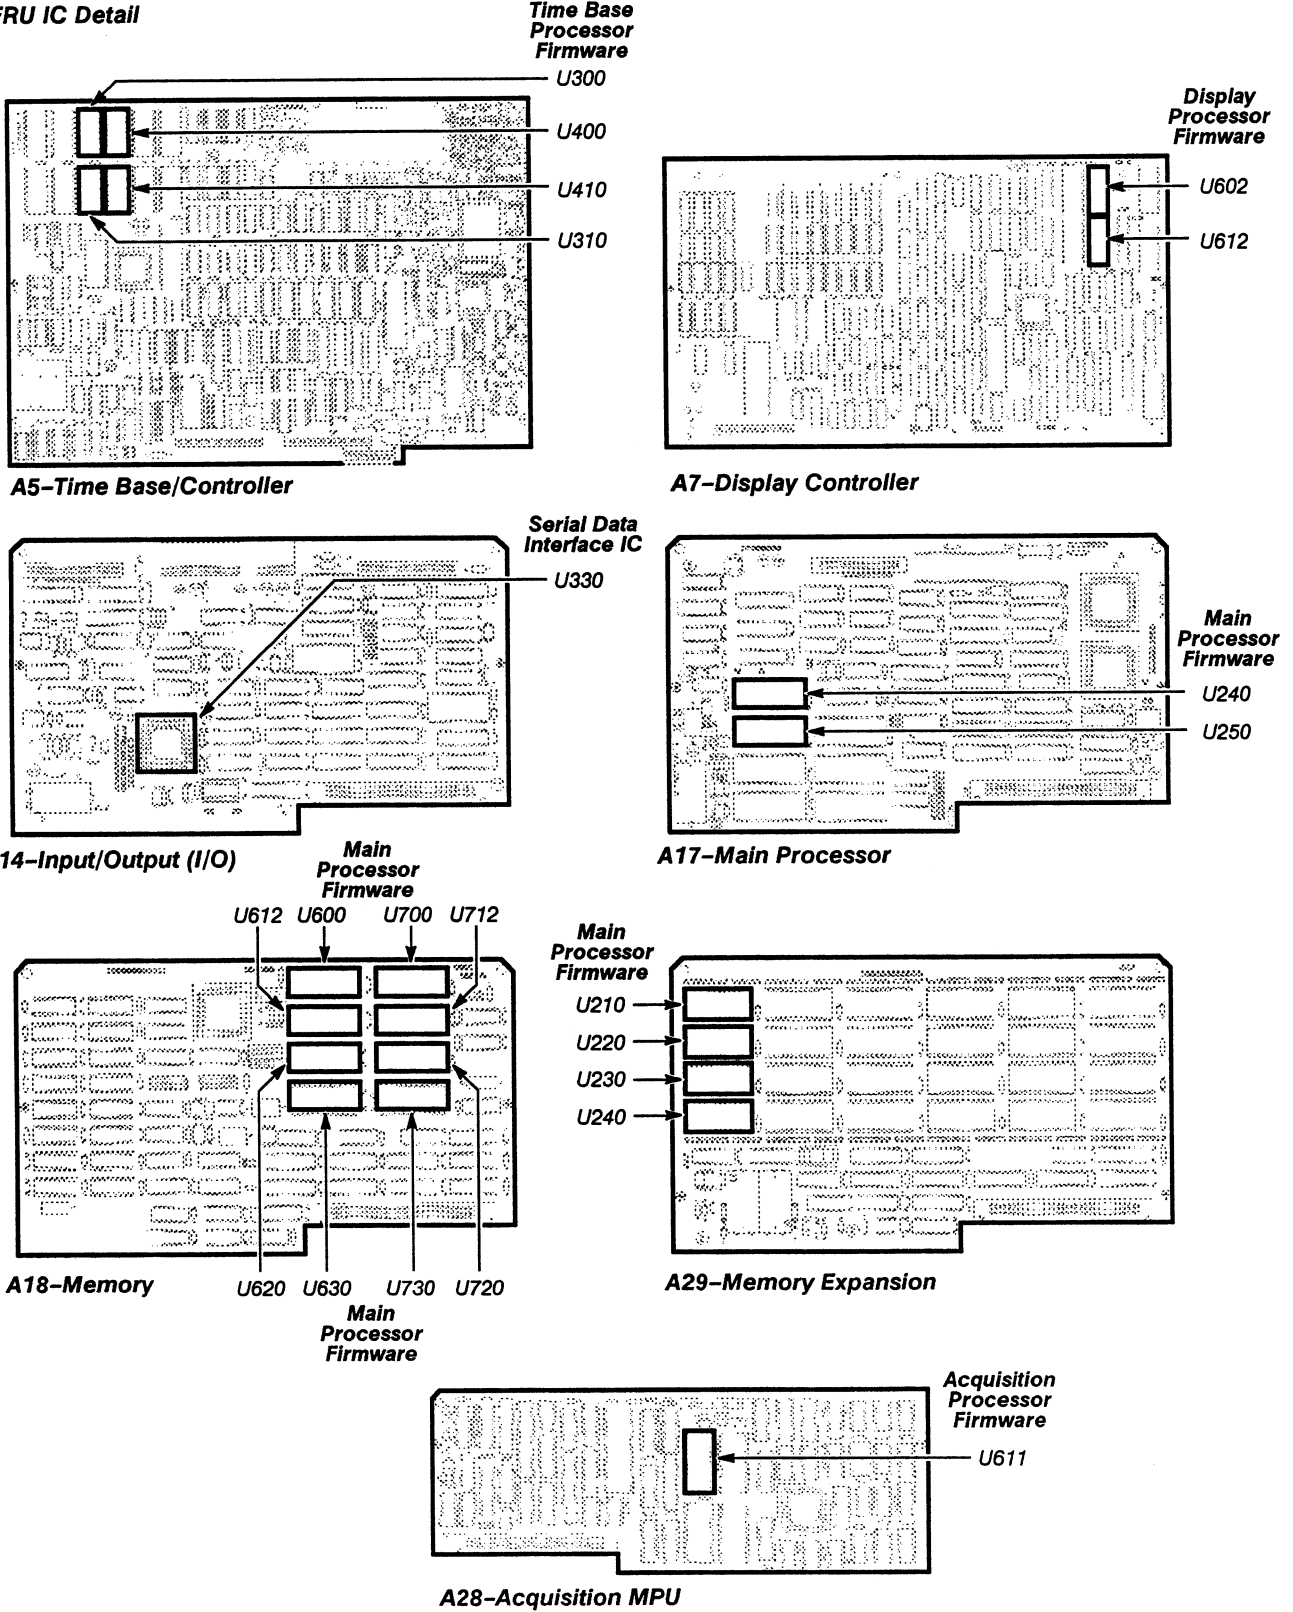 FRU IC Detail
Time Base
Processor
Firmware
U300
U400
U410
U310
A5–Time Base/Controller
Display
Processor
Firmware
U602
U612
A7–Display Controller
Serial Data
Interface IC
U330
14–Input/Output (I/O)
Main
Processor
Firmware
U240
U250
A17–Main Processor
Main
Processor
Firmware
U612 U600 U700 U712
A18–Memory
U620 U630 U730 U720
Main
Processor
Firmware
Main
Processor
Firmware
U210
U220
U230
U240
A29–Memory Expansion
Acquisition
Processor
Firmware
U611
A28–Acquisition MPU